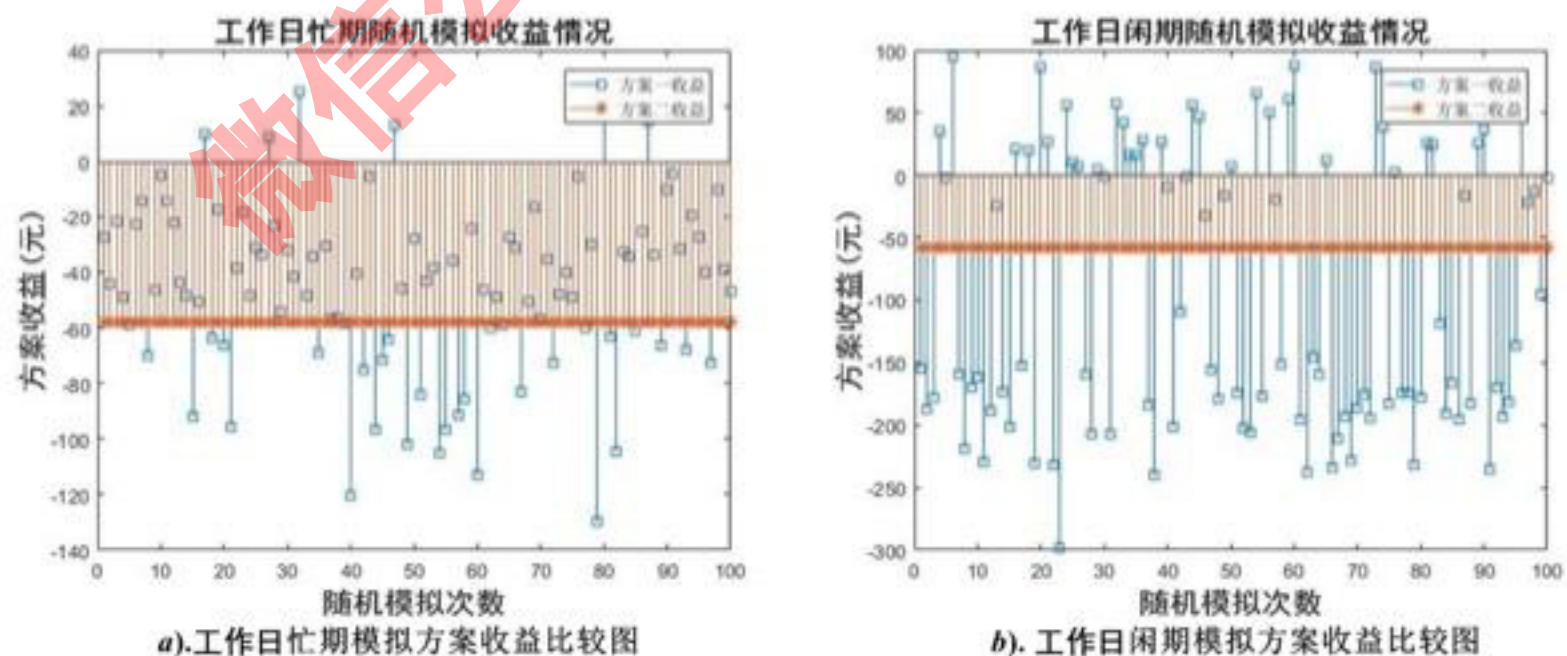 工作日忙期随机模拟收益情况
40
20
0
-20
-40
-60
-80
-100
-120
-140
0 10 20 30 40 50 60 70 80 90 100
方案收益(元)
随机模拟次数
方案一收益
方案二收益
微信公
a).工作日忙期模拟方案收益比较图
工作日闲期随机模拟收益情况
100
50
0
-50
-100
-150
-200
-250
-300
0 10 20 30 40 50 60 70 80 90 100
方案收益(元)
随机模拟次数
方案一收益
方案二收益
b). 工作日闲期模拟方案收益比较图